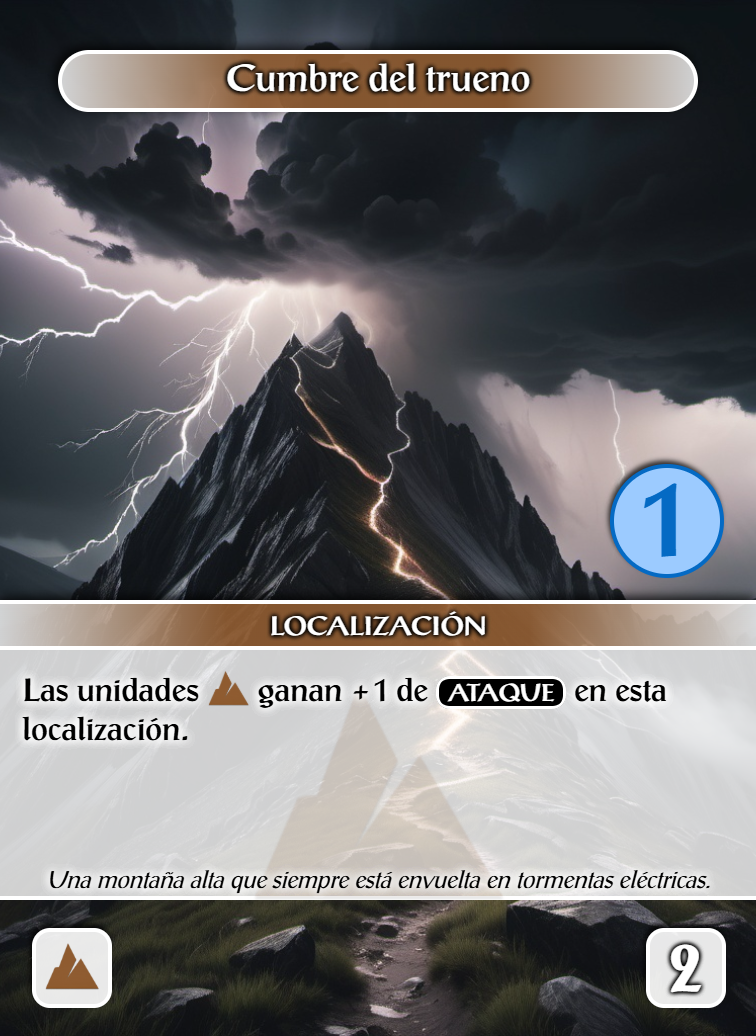 Cumbre del trueno
1
LOCALIZACIÓN
Las unidades ganan +1 de ATAQUE en esta
localización.
Una montaña alta que siempre está envuelta en tormentas eléctricas.
2